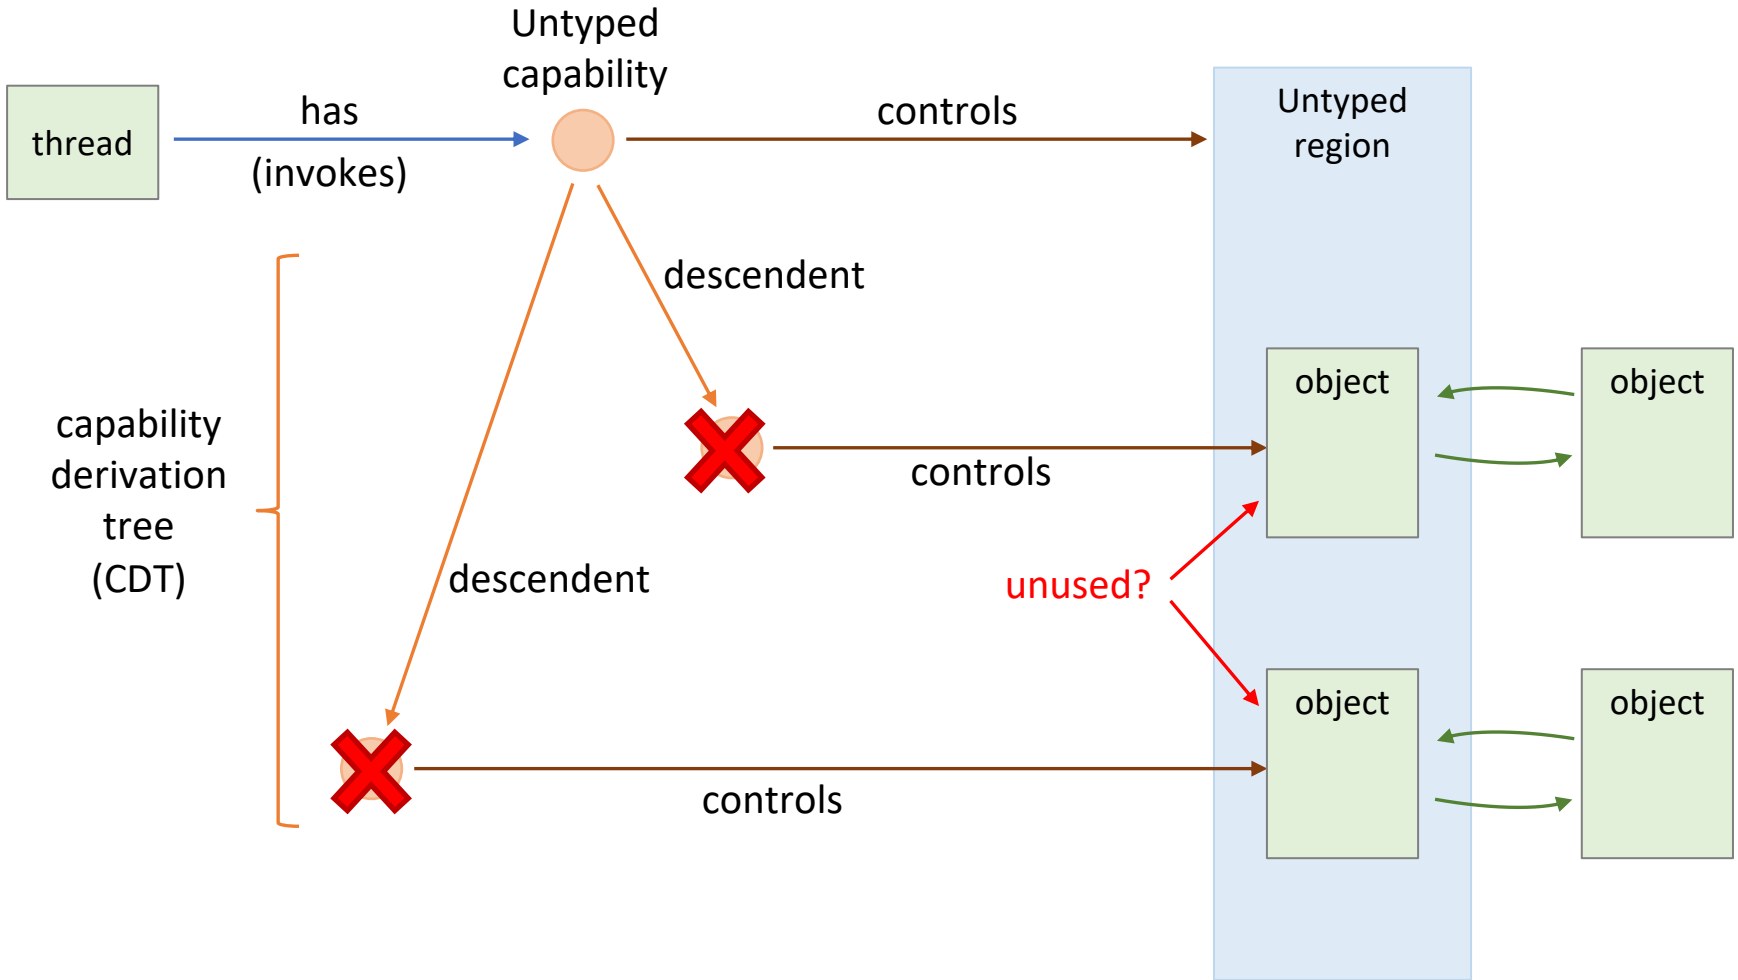 Untyped
capability
thread
has
(invokes)
controls
Untyped
region
descendent
object
object
capability
derivation
tree
(CDT)
controls
descendent
unused?
object
object
controls